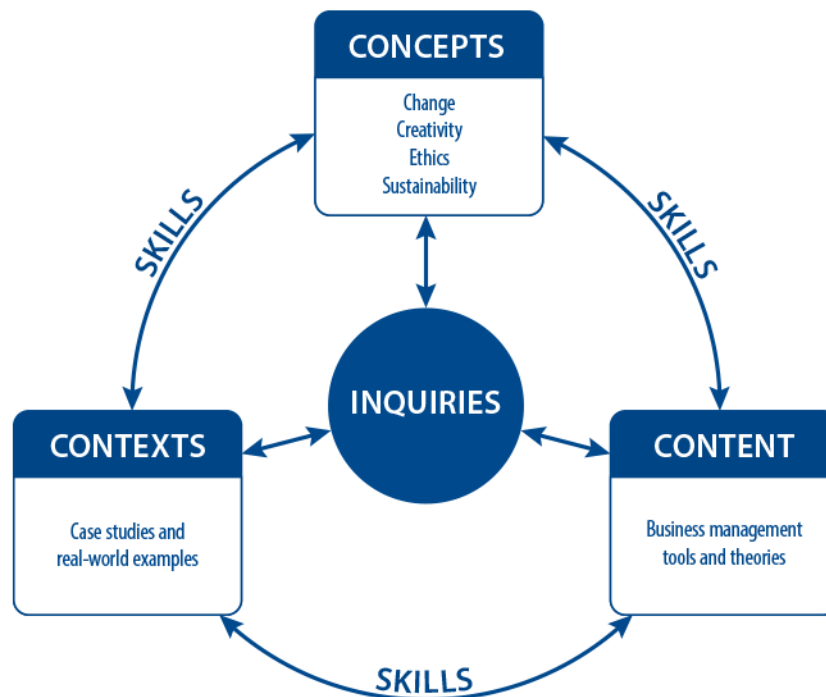 CONCEPTS
Change
Creativity
Ethics
Sustainability
SKILLS
SKILLS
INQUIRIES
CONTEXTS
Case studies and
real-world examples
CONTENT
Business management
tools and theories
SKILLS